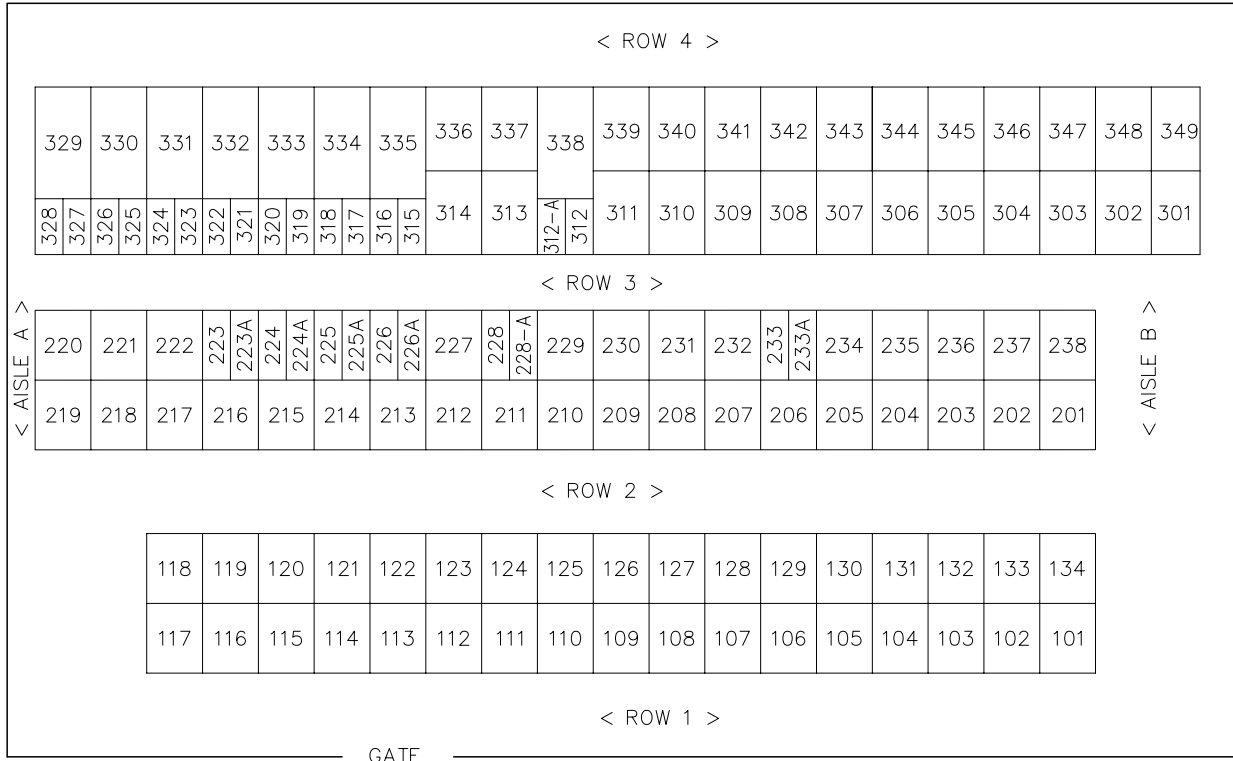 < ROW 4 >
329 330 331 332 333 334 335 336 337 338 339 340 341 342 343 344 345 346 347 348 349
328 327 326 325 324 323 322 321 320 319 318 317 316 315 314 313 312-A 312 311 310 309 308 307 306 305 304 303 302 301
< ROW 3 >
< AISLE A >
220 221 222 223 223A 224 224A 225 225A 226 226A 227 228 228-A 229 230 231 232 233 233A 234 235 236 237 238
219 218 217 216 215 214 213 212 211 210 209 208 207 206 205 204 203 202 201
< AISLE B >
< ROW 2 >
118 119 120 121 122 123 124 125 126 127 128 129 130 131 132 133 134
117 116 115 114 113 112 111 110 109 108 107 106 105 104 103 102 101
< ROW 1 >
GATE